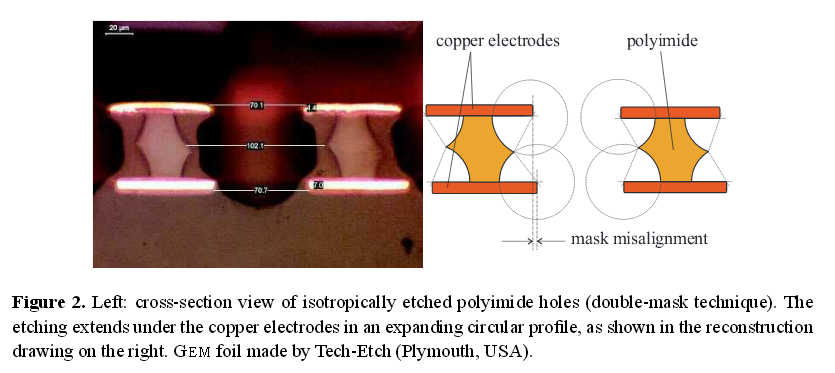 20 µm
copper electrodes
polyimide
70.1
4.4
102.1
70.7
7.0
mask misalignment
Figure 2. Left: cross-section view of isotropically etched polyimide holes (double-mask technique). The
etching extends under the copper electrodes in an expanding circular profile, as shown in the reconstruction
drawing on the right. GEM foil made by Tech-Etch (Plymouth, USA).